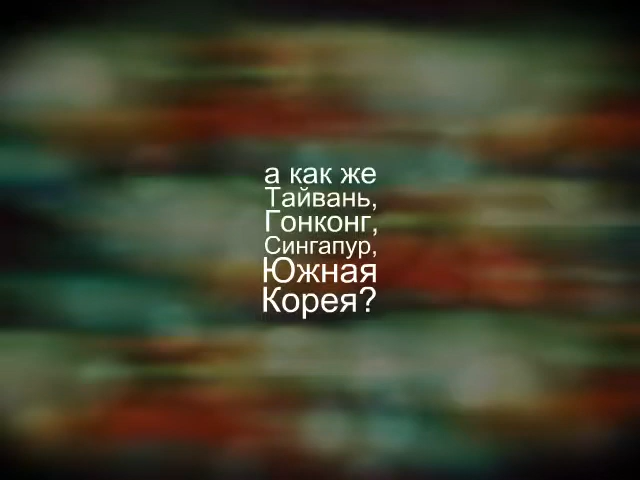 а как же
Тайвань,
Гонконг,
Сингапур,
Южная
Корея?